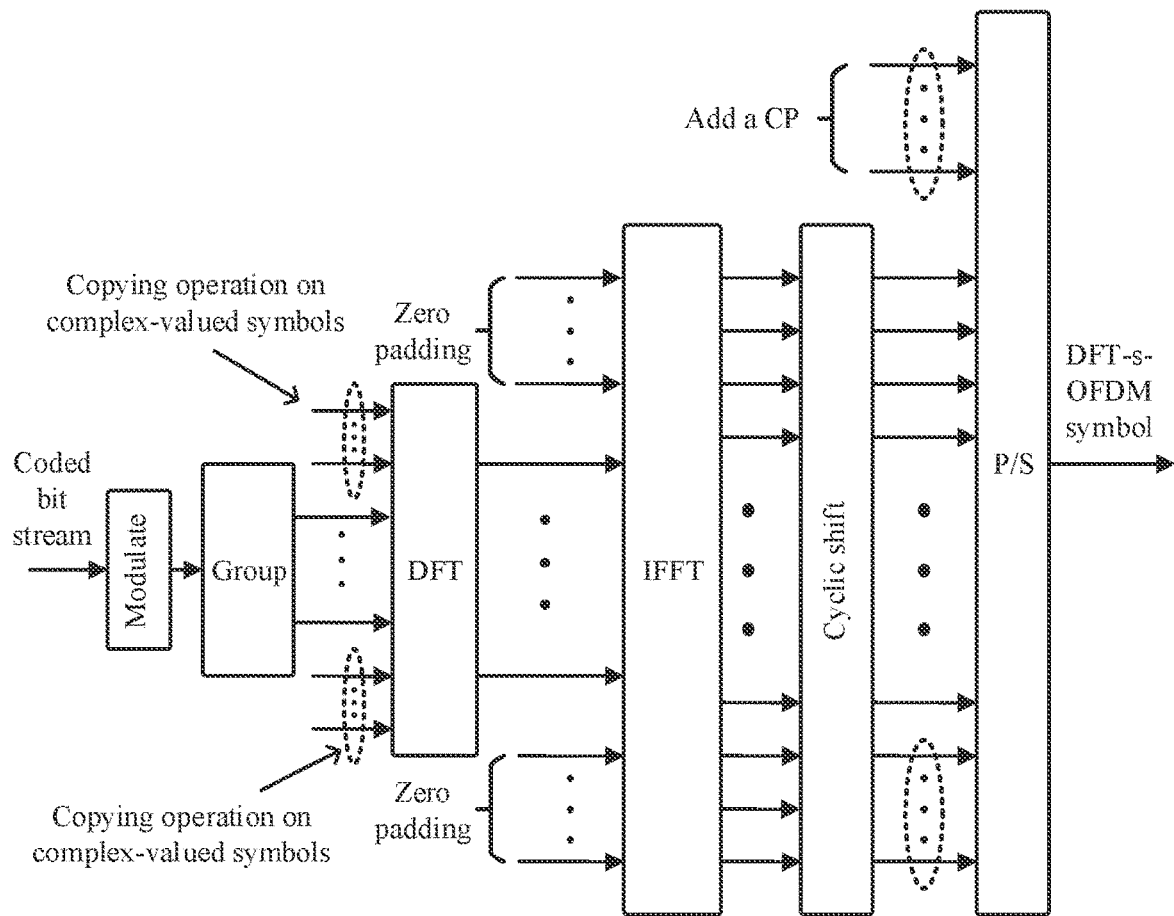 Add a CP
Copying operation on
complex-valued symbols
Zero
padding
DFT-s-
OFDM
symbol
P/S
Coded
bit
stream
Modulate
Group
DFT
IFFT
Cyclic shift
Zero
padding
Copying operation on
complex-valued symbols